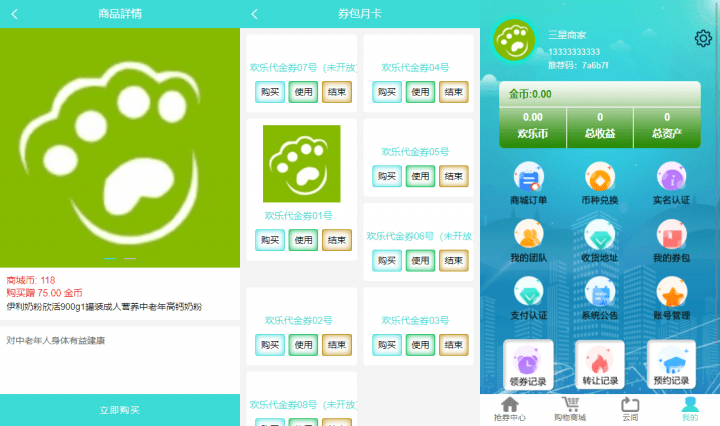 商品詳情
商城币: 118
购买赠 75.00 金币
伊利奶粉欣活900g1罐装成人营养中老年高钙奶粉
对中老年人身体有益健康
立即购买
券包月卡
欢乐代金券07号（未开放）
购买 使用 结束
欢乐代金券04号
购买 使用 结束
欢乐代金券01号
购买 使用 结束
欢乐代金券05号
购买 使用 结束
欢乐代金券06号（未开放
购买 使用 结束
欢乐代金券02号
购买 使用 结束
欢乐代金券03号
购买 使用 结束
欢乐代金券08号（未开放）
购买 使用 结束
三星商家
13333333333
推荐码：7a6b7f
金币:0.00
0.00 0 0
欢乐币 总收益 总资产
商城订单 币种兑换 实名认证
我的团队 收货地址 我的券包
支付认证 系统公告 账号管理
领券记录 转让记录 预约记录
抢券中心 购物商城 云间 我的